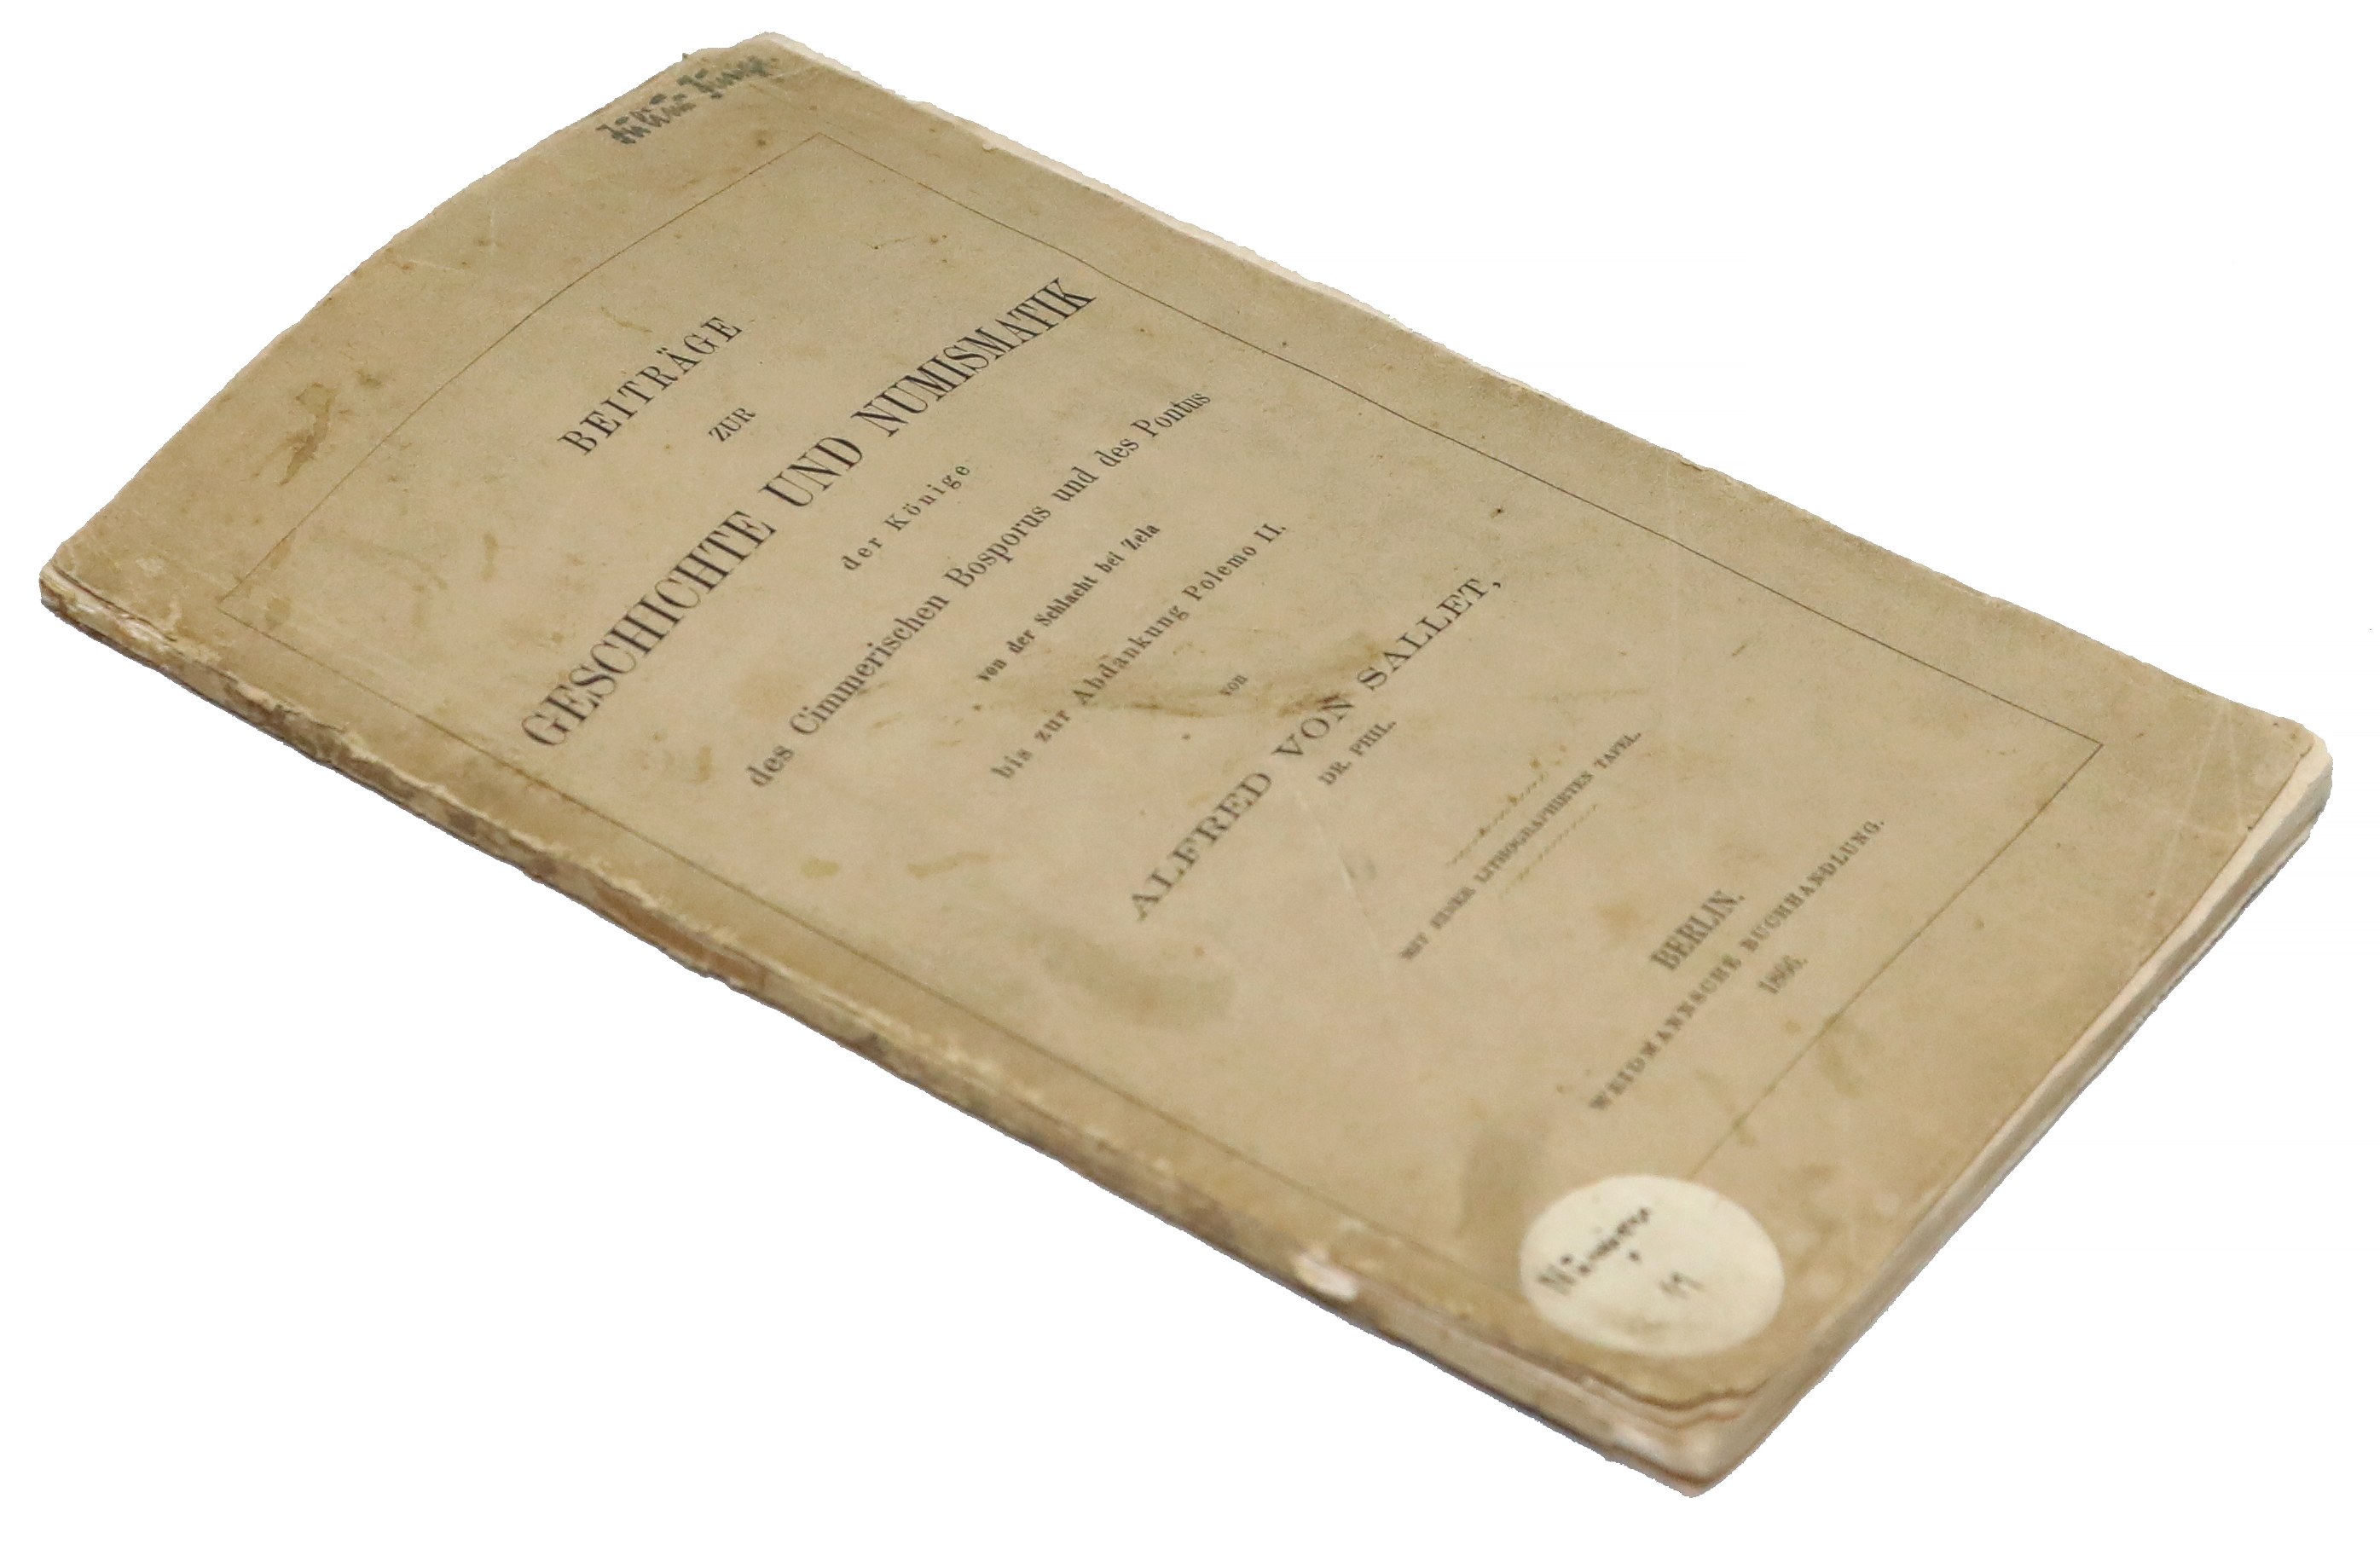 BEITRÄGE
ZUR
GESCHICHTE UND NUMISMATIK
der Könige
des Cimmerischen Bosporus und des Pontus
von der Schlacht bei Zela
bis zur Abdankung Polemo II.
von
ALFRED VON SALLET,
DR. PHIL.
MIT EINER LITHOGRAPHIRTEN TAFEL.
BERLIN.
WEIDMANNSCHE BUCHHANDLUNG.
1866.